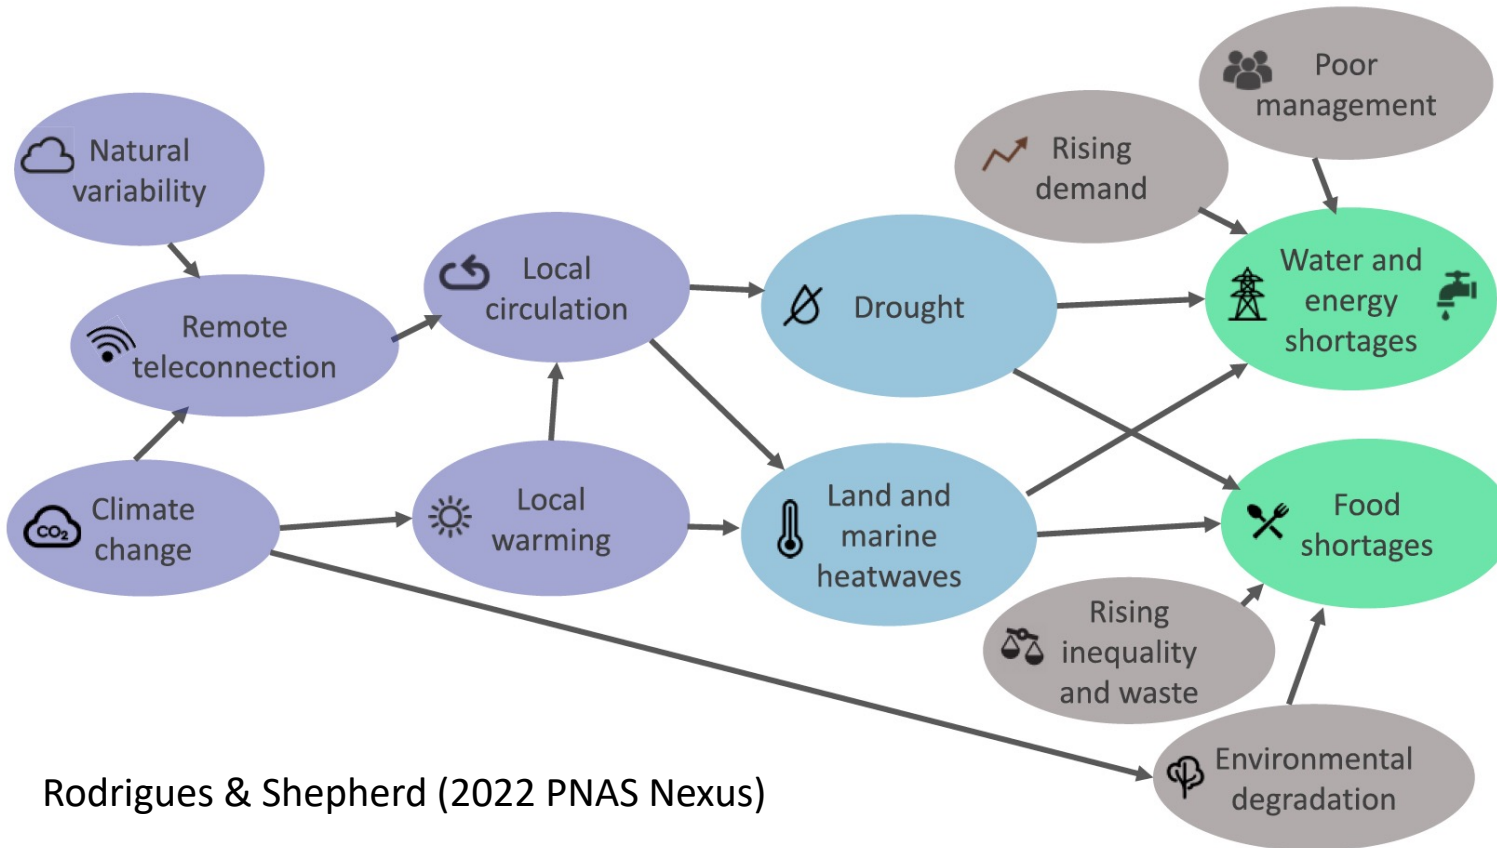 Poor
management
Natural
variability
Rising
demand
Local
circulation
Water and
energy
shortages
Remote
teleconnection
Drought
Climate
change
CO₂
Local
warming
Land and
marine
heatwaves
Food
shortages
Rising
inequality
and waste
Environmental
degradation
Rodrigues & Shepherd (2022 PNAS Nexus)